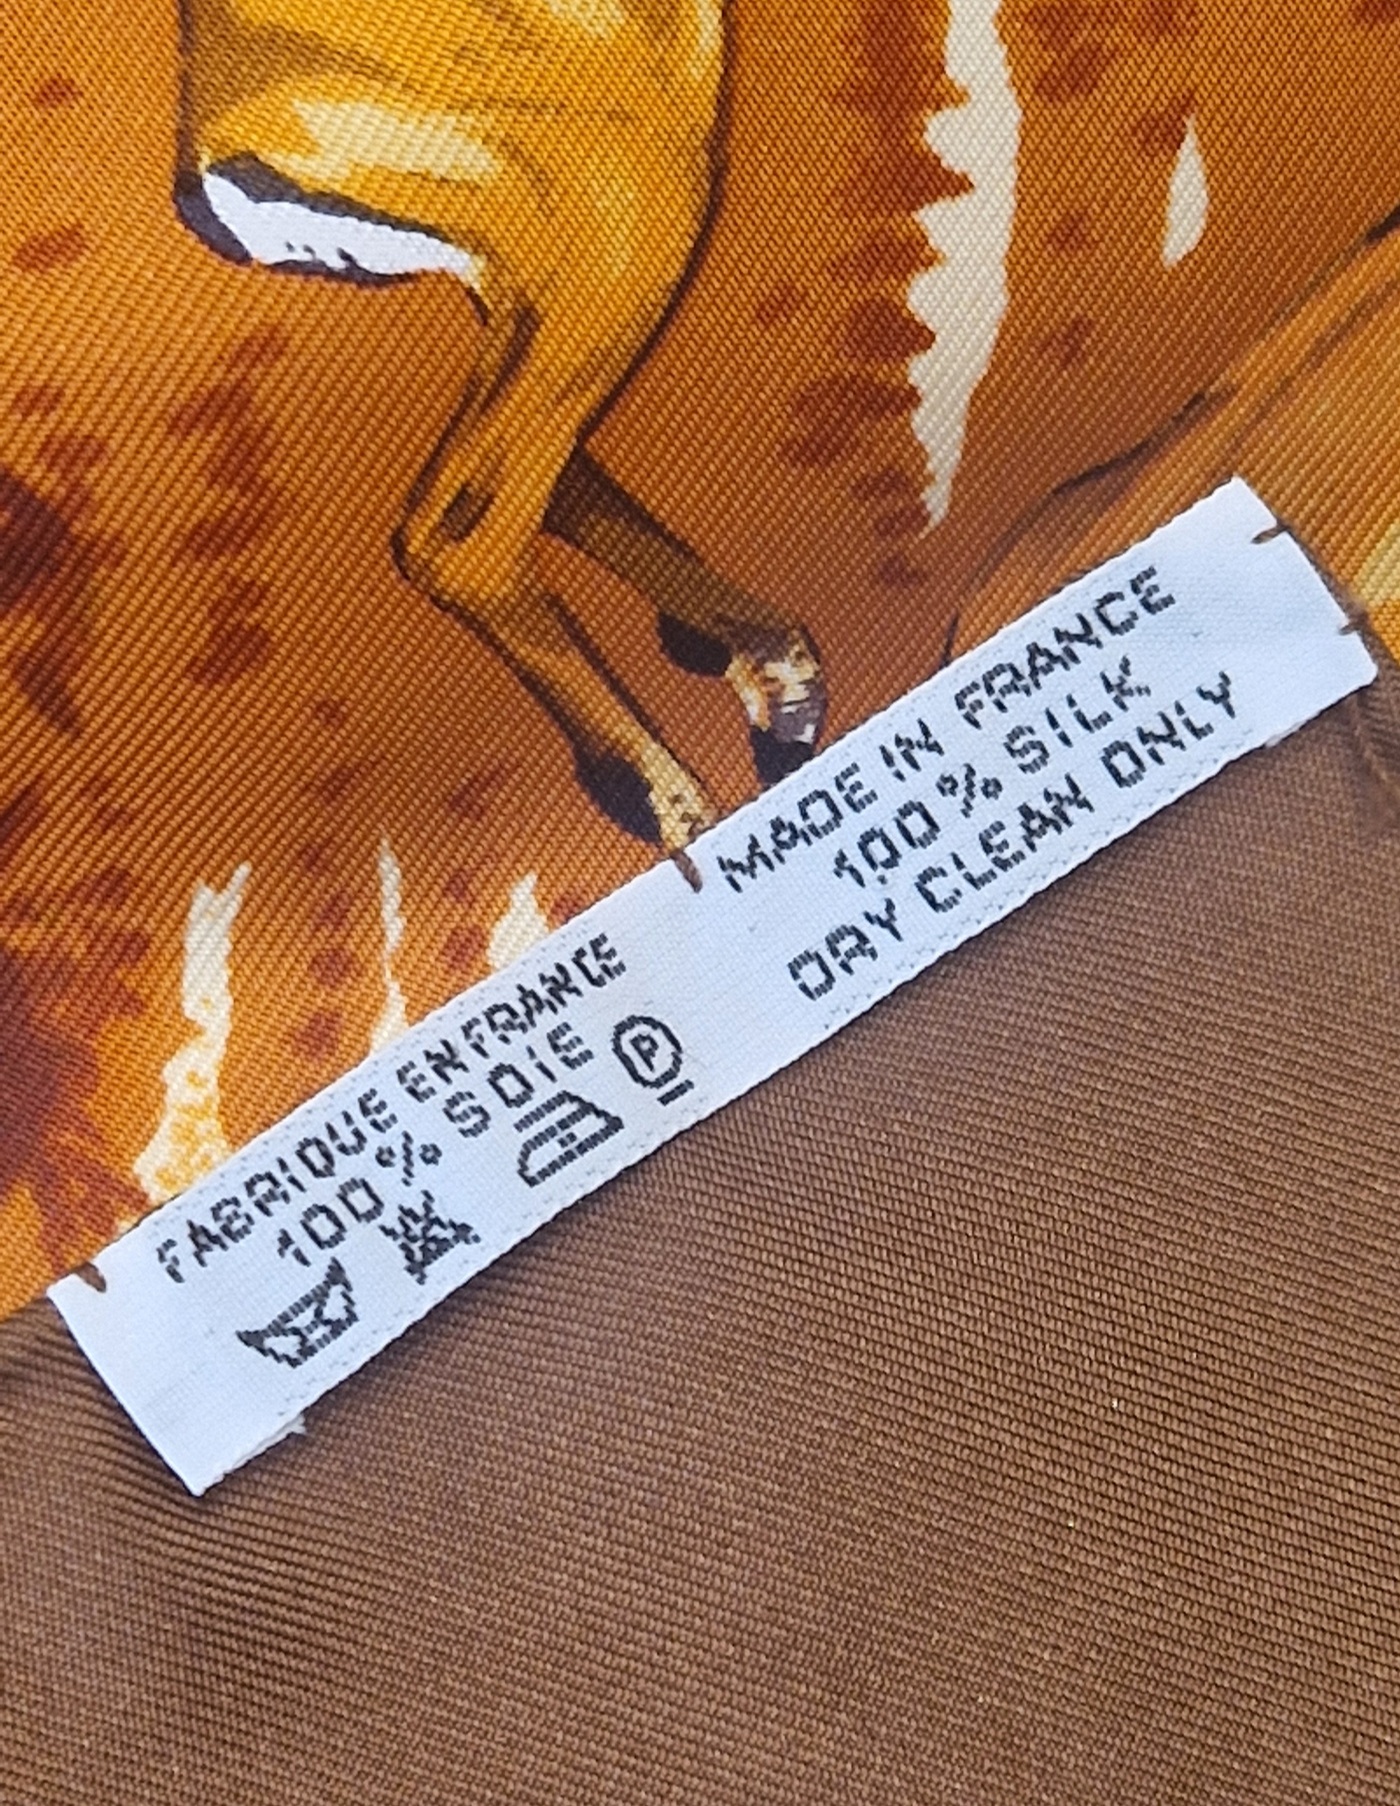 FABRIQUE EN FRANCE
100% SOIE
P
MADE IN FRANCE
100% SILK
DRY CLEAN ONLY